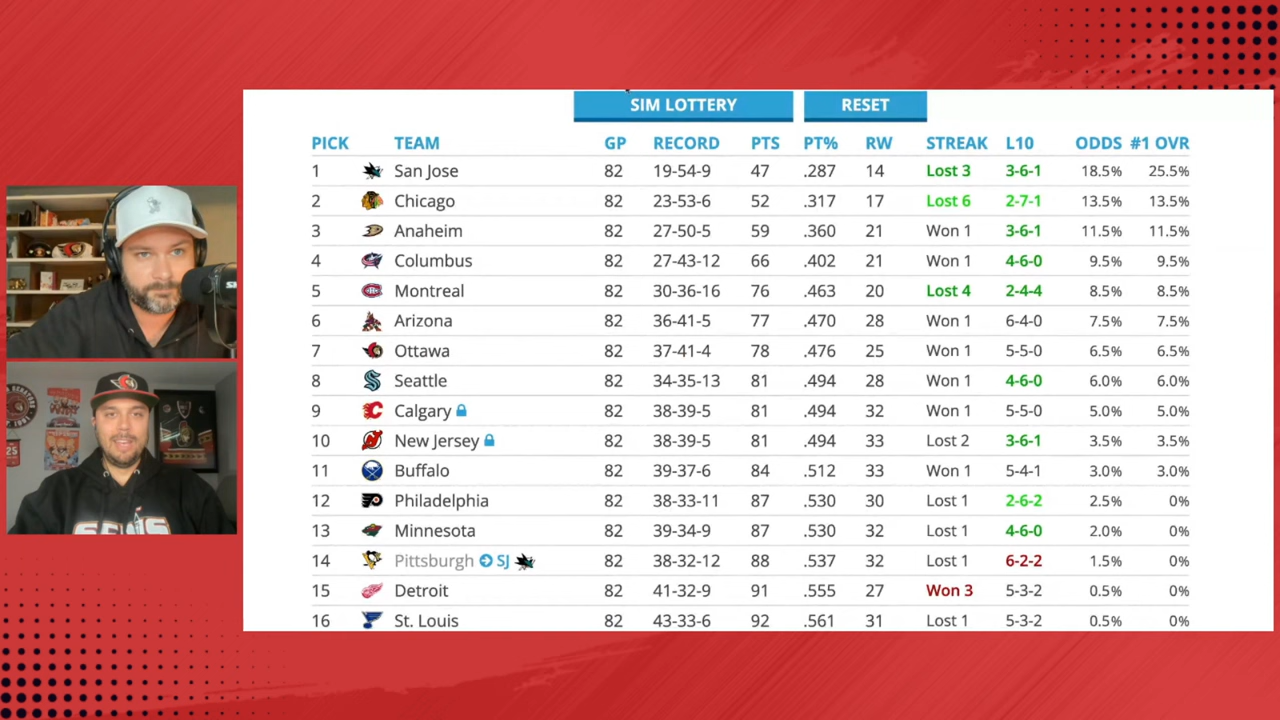 SIM LOTTERY RESET
PICK TEAM GP RECORD PTS PT% RW STREAK L10 ODDS #1 OVR
1 San Jose 82 19-54-9 47 .287 14 Lost 3 3-6-1 18.5% 25.5%
2 Chicago 82 23-53-6 52 .317 17 Lost 6 2-7-1 13.5% 13.5%
3 Anaheim 82 27-50-5 59 .360 21 Won 1 3-6-1 11.5% 11.5%
4 Columbus 82 27-43-12 66 .402 21 Won 1 4-6-0 9.5% 9.5%
5 Montreal 82 30-36-16 76 .463 20 Lost 4 2-4-4 8.5% 8.5%
6 Arizona 82 36-41-5 77 .470 28 Won 1 6-4-0 7.5% 7.5%
7 Ottawa 82 37-41-4 78 .476 25 Won 1 5-5-0 6.5% 6.5%
8 Seattle 82 34-35-13 81 .494 28 Won 1 4-6-0 6.0% 6.0%
9 Calgary 82 38-39-5 81 .494 32 Won 1 5-5-0 5.0% 5.0%
10 New Jersey 82 38-39-5 81 .494 33 Lost 2 3-6-1 3.5% 3.5%
11 Buffalo 82 39-37-6 84 .512 33 Won 1 5-4-1 3.0% 3.0%
12 Philadelphia 82 38-33-11 87 .530 30 Lost 1 2-6-2 2.5% 0%
13 Minnesota 82 39-34-9 87 .530 32 Lost 1 4-6-0 2.0% 0%
14 Pittsburgh SJ 82 38-32-12 88 .537 32 Lost 1 6-2-2 1.5% 0%
15 Detroit 82 41-32-9 91 .555 27 Won 3 5-3-2 0.5% 0%
16 St. Louis 82 43-33-6 92 .561 31 Lost 1 5-3-2 0.5% 0%
25